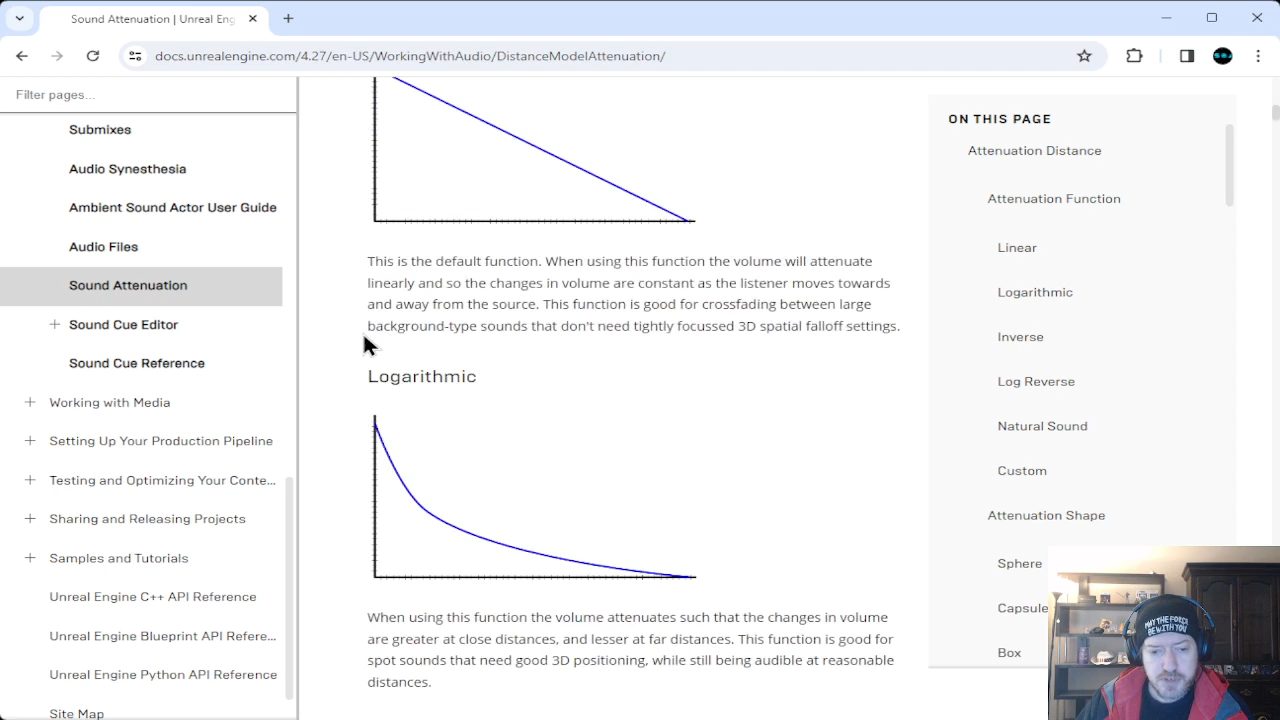 Sound Attenuation | Unreal Eng
docs.unrealengine.com/4.27/en-US/WorkingWithAudio/DistanceModelAttenuation/
Filter pages...
Submixes
Audio Synesthesia
Ambient Sound Actor User Guide
Audio Files
Sound Attenuation
Sound Cue Editor
Sound Cue Reference
Working with Media
Setting Up Your Production Pipeline
Testing and Optimizing Your Conte...
Sharing and Releasing Projects
Samples and Tutorials
Unreal Engine C++ API Reference
Unreal Engine Blueprint API Refere...
Unreal Engine Python API Reference
Site Map
This is the default function. When using this function the volume will attenuate
linearly and so the changes in volume are constant as the listener moves towards
and away from the source. This function is good for crossfading between large
background-type sounds that don't need tightly focussed 3D spatial falloff settings.
Logarithmic
When using this function the volume attenuates such that the changes in volume
are greater at close distances, and lesser at far distances. This function is good for
spot sounds that need good 3D positioning, while still being audible at reasonable
distances.
ON THIS PAGE
Attenuation Distance
Attenuation Function
Linear
Logarithmic
Inverse
Log Reverse
Natural Sound
Custom
Attenuation Shape
Sphere
Capsule
Box
MAY THE FORCE
BE WITH YOU